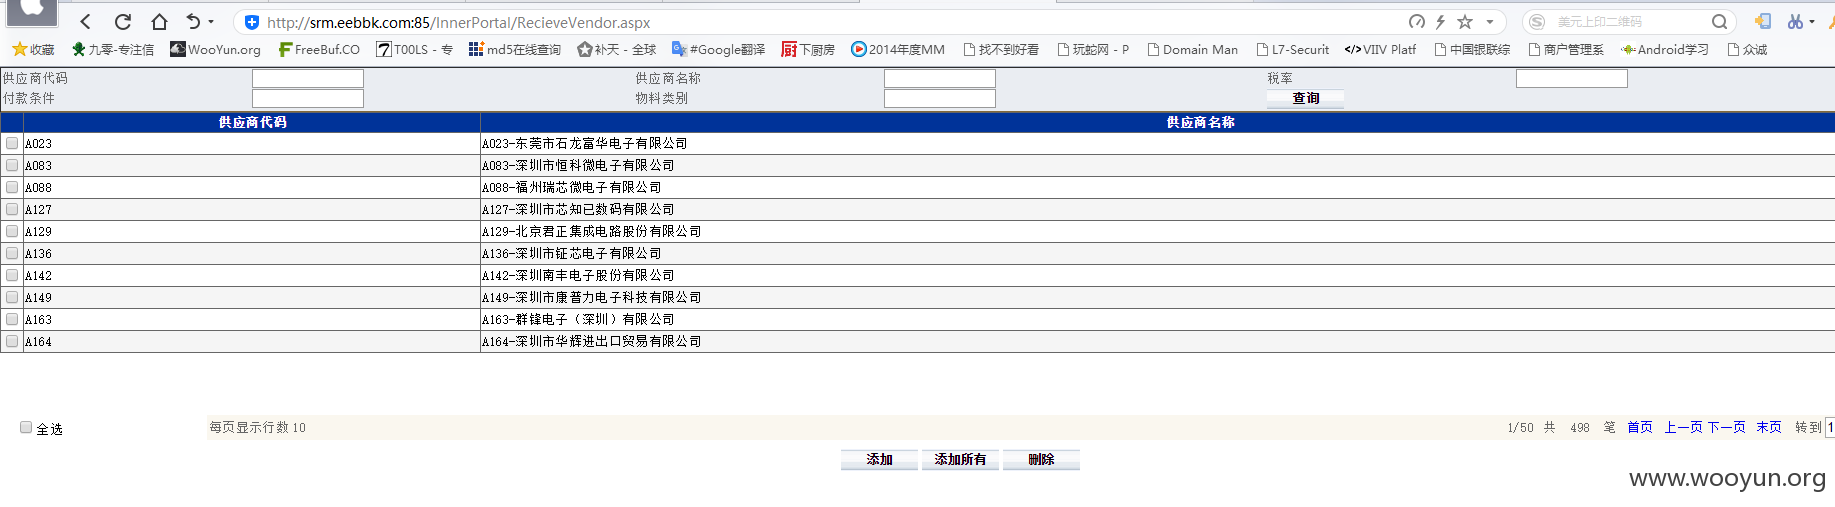 http://srm.eebbk.com:85/InnerPortal/RecieveVendor.aspx 美元上印二维码
收藏 九零-专注信 WooYun.org FreeBuf.CO T00LS - 专 md5在线查询 补天 - 全球 #Google翻译 下厨房 2014年度MM 找不到好看 玩蛇网 - P Domain Man L7-Securit VIIV Platf 中国银联综 商户管理系 Android学习 众诚
供应商代码 供应商名称 税率
付款条件 物料类别 查询
供应商代码 供应商名称
A023 A023-东莞市石龙富华电子有限公司
A083 A083-深圳市恒科微电子有限公司
A088 A088-福州瑞芯微电子有限公司
A127 A127-深圳市芯知已数码有限公司
A129 A129-北京君正集成电路股份有限公司
A136 A136-深圳市钲芯电子有限公司
A142 A142-深圳南丰电子股份有限公司
A149 A149-深圳市康普力电子科技有限公司
A163 A163-群锋电子（深圳）有限公司
A164 A164-深圳市华辉进出口贸易有限公司
全选 每页显示行数 10 1/50 共 498 笔 首页 上一页 下一页 末页 转到 1
添加 添加所有 删除
www.wooyun.org